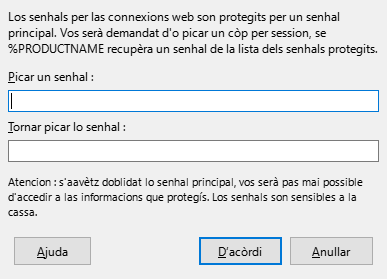 Los senhals per las connexions web son protegits per un senhal
principal. Vos serà demandat d'o picar un còp per session, se
%PRODUCTNAME recupèra un senhal de la lista dels senhals protegits.
Picar un senhal :
Tornar picar lo senhal :
Atencion : s'aavètz doblidat lo senhal principal, vos serà pas mai possible
d'accedir a las informacions que protegís. Los senhals son sensibles a la
cassa.
Ajuda
D'acòrdi
Anullar